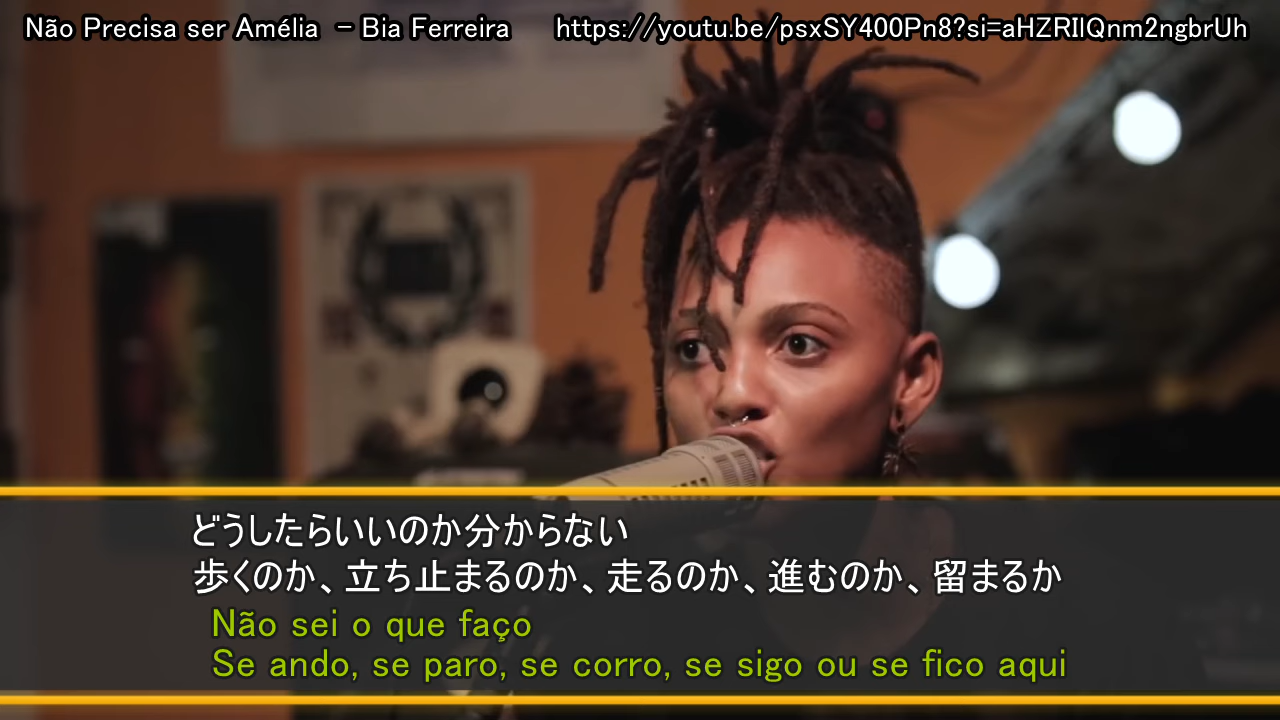 Não Precisa ser Amélia – Bia Ferreira https://youtu.be/psxSY400Pn8?si=aHZRIlQnm2ngbrUh
どうしたらいいのか分からない
歩くのか、立ち止まるのか、走るのか、進むのか、留まるか
Não sei o que faço
Se ando, se paro, se corro, se sigo ou se fico aqui